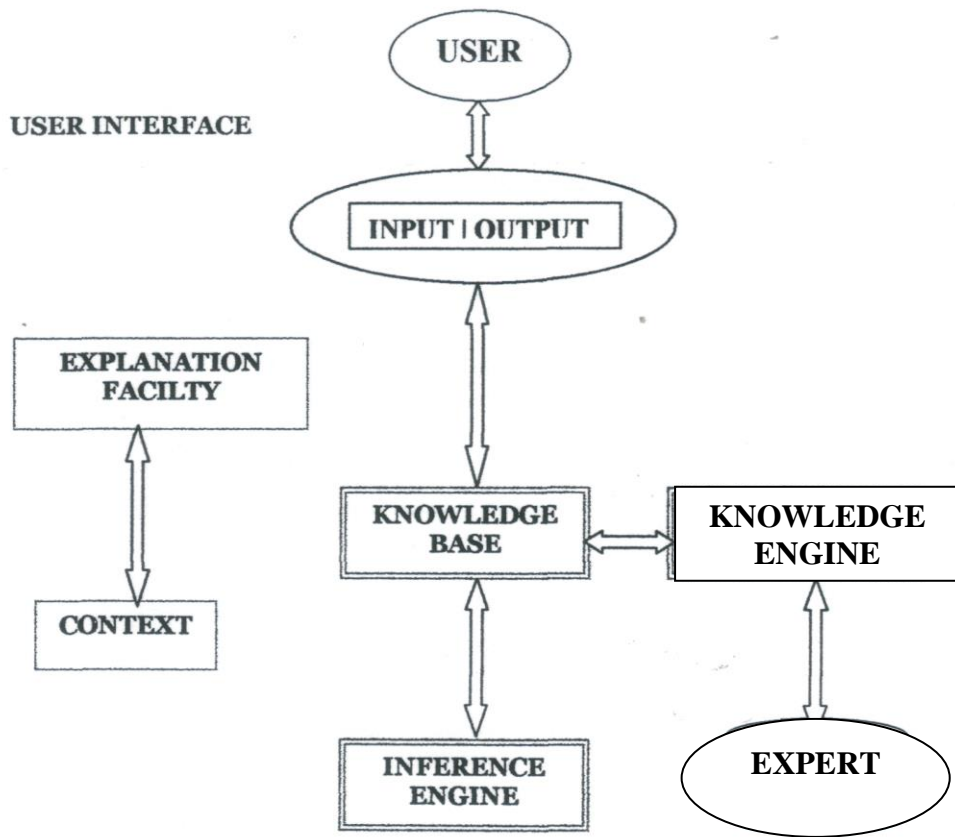 USER
USER INTERFACE
INPUT | OUTPUT
EXPLANATION
FACILTY
KNOWLEDGE
BASE
KNOWLEDGE
ENGINE
CONTEXT
INFERENCE
ENGINE
EXPERT